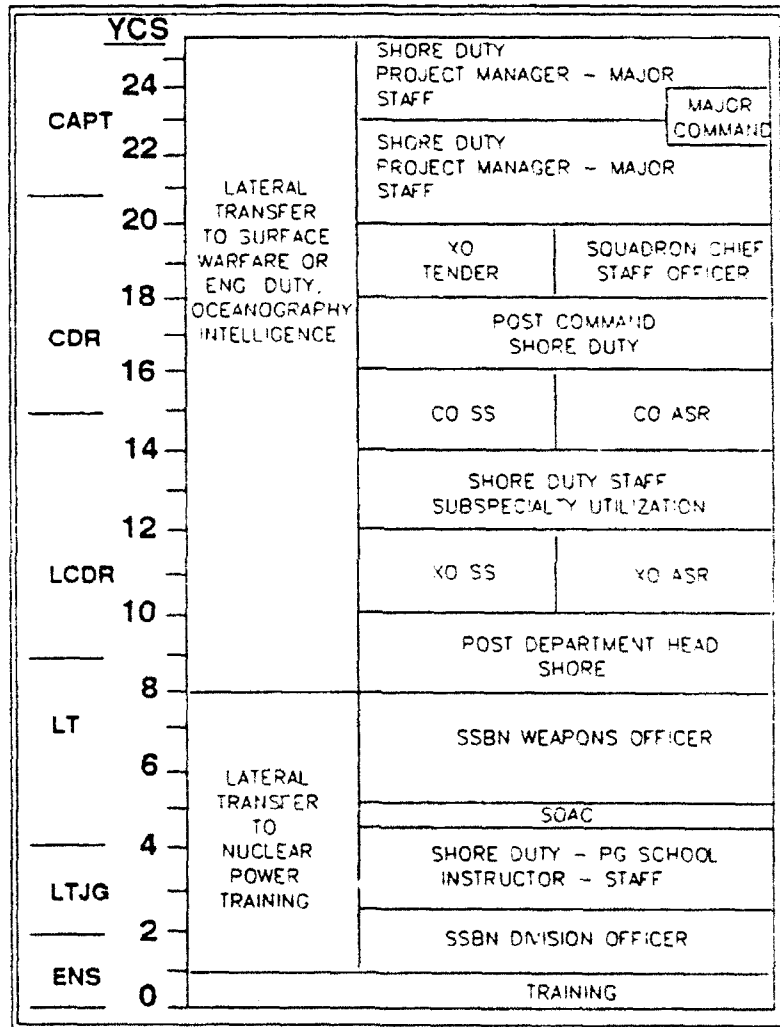 YCS
24
22
20
18
16
14
12
10
8
6
4
2
0
CAPT
CDR
LCDR
LT
LTJG
ENS
LATERAL
TRANSFER
TO SURFACE
WARFARE OR
ENG DUTY,
OCEANOGRAPHY
INTELLIGENCE
LATERAL
TRANSFER
TO
NUCLEAR
POWER
TRAINING
SHORE DUTY
PROJECT MANAGER - MAJOR
STAFF
MAJOR
COMMAND
SHORE DUTY
PROJECT MANAGER - MAJOR
STAFF
XO
TENDER
SQUADRON CHIEF
STAFF OFFICER
POST COMMAND
SHORE DUTY
CO SS
CO ASR
SHORE DUTY STAFF
SUBSPECIALTY UTILIZATION
XO SS
XO ASR
POST DEPARTMENT HEAD
SHORE
SSBN WEAPONS OFFICER
SOAC
SHORE DUTY - PG SCHOOL
INSTRUCTOR - STAFF
SSBN DIVISION OFFICER
TRAINING